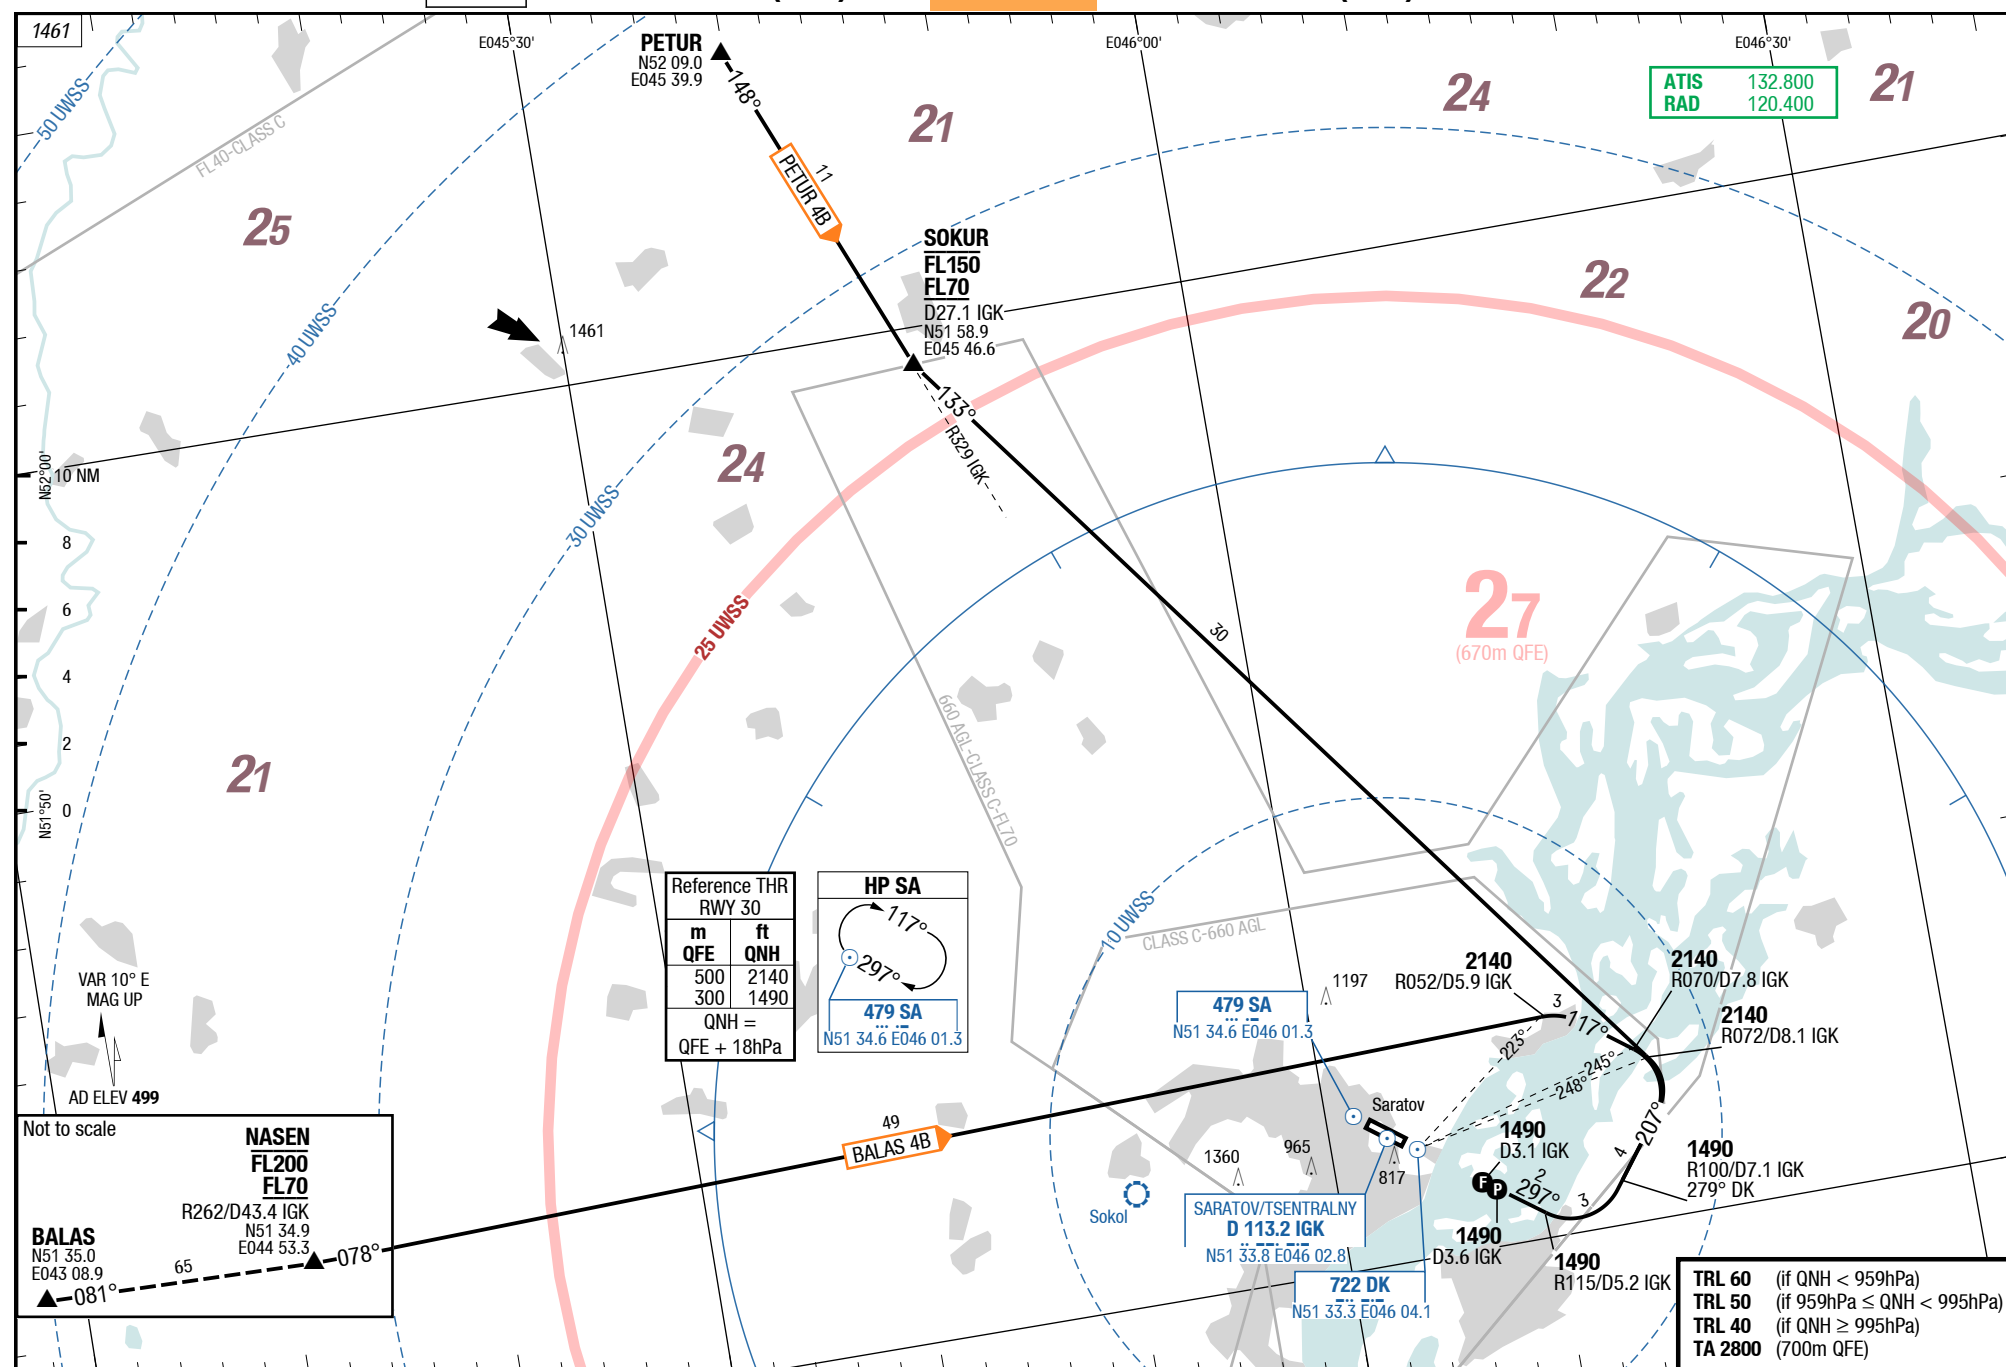 1461
E045°30'
PETUR
N52 09.0
E045 39.9
E046°00'
E046°30'
ATIS 132.800
RAD 120.400
50 UWSS
FL40-CLASS C
148°
21
24
21
11
PETUR 4B
25
SOKUR
FL150
FL70
D27.1 IGK
N51 58.9
E045 46.6
22
20
40 UWSS
1461
133°
R329 IGK
24
N52°00'
10 NM
8
6
4
2
0
N51°50'
30 UWSS
25 UWSS
30
27
(670m QFE)
660 AGL-CLASS C-FL70
21
Reference THR
RWY 30
m ft
QFE QNH
500 2140
300 1490
QNH =
QFE + 18hPa
HP SA
117°
297°
479 SA
N51 34.6 E046 01.3
10 UWSS
CLASS C-660 AGL
VAR 10° E
MAG UP
AD ELEV 499
1197
479 SA
N51 34.6 E046 01.3
2140
R052/D5.9 IGK
3
117°
2140
R070/D7.8 IGK
2140
R072/D8.1 IGK
223°
245°
248°
207°
4
Saratov
49
BALAS 4B
1360
965
817
Sokol
SARATOV/TSENTRALNY
D 113.2 IGK
N51 33.8 E046 02.8
722 DK
N51 33.3 E046 04.1
1490
D3.1 IGK
F
P
2
297°
3
1490
D3.6 IGK
1490
R100/D7.1 IGK
279° DK
1490
R115/D5.2 IGK
Not to scale
NASEN
FL200
FL70
R262/D43.4 IGK
N51 34.9
E044 53.3
BALAS
N51 35.0
E043 08.9
65
081°
078°
TRL 60 (if QNH < 959hPa)
TRL 50 (if 959hPa ≤ QNH < 995hPa)
TRL 40 (if QNH ≥ 995hPa)
TA 2800 (700m QFE)